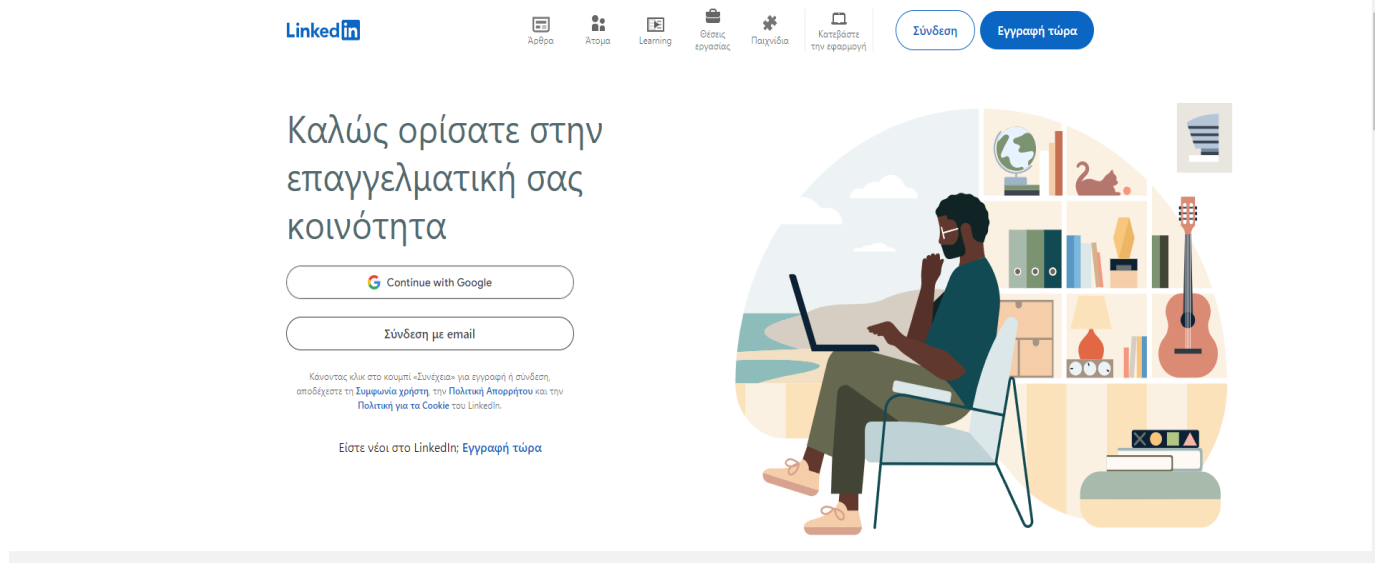 Linked in
Άρθρα
Άτομα
Learning
Θέσεις
εργασίας
Παιχνίδια
Κατεβάστε
την εφαρμογή
Σύνδεση
Εγγραφή τώρα
Καλώς ορίσατε στην
επαγγελματική σας
κοινότητα
Continue with Google
Σύνδεση με email
Κάνοντας κλικ στο κουμπί «Συνέχεια» για εγγραφή ή σύνδεση,
αποδέχεστε τη Συμφωνία χρήστη, την Πολιτική Απορρήτου και την
Πολιτική για τα Cookie του LinkedIn.
Είστε νέοι στο LinkedIn; Εγγραφή τώρα